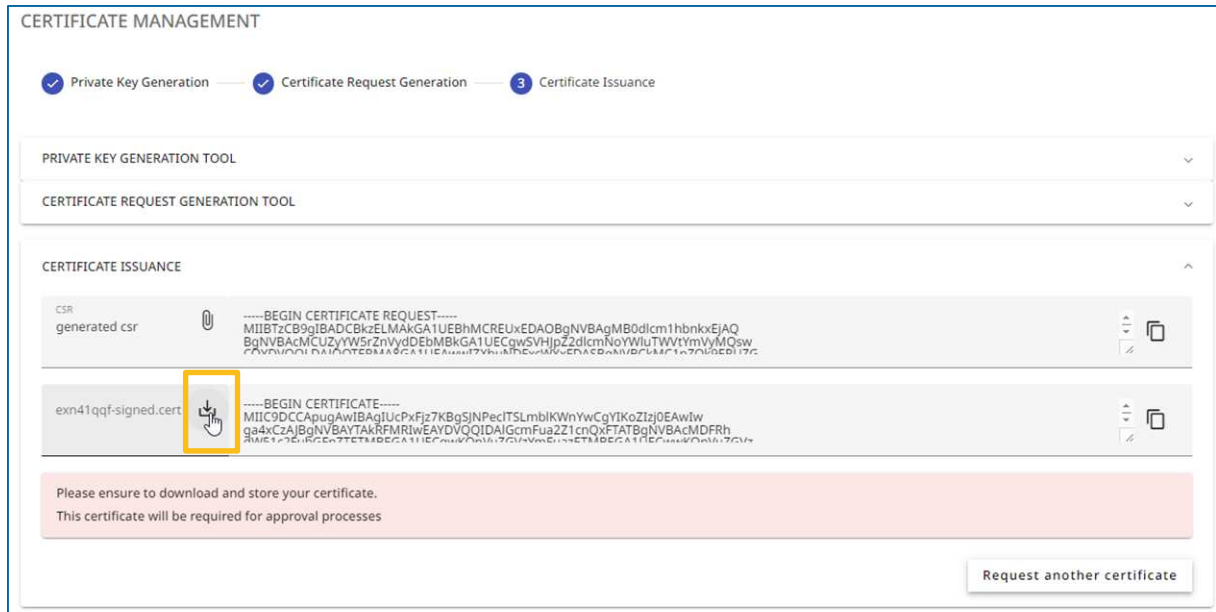 CERTIFICATE MANAGEMENT
Private Key Generation
Certificate Request Generation
3 Certificate Issuance
PRIVATE KEY GENERATION TOOL
CERTIFICATE REQUEST GENERATION TOOL
CERTIFICATE ISSUANCE
CSR
generated csr
-----BEGIN CERTIFICATE REQUEST-----
MIIBTzCB9gIBADCBkzELMAkGA1UEBhMCREUxEDAOBgNVBAgMB0dlcm1hbnkxEjAQ
BgNVBAcMCUZyYW5rZnVydDEbMBkGA1UECgwSVHJpZ2dlcmNoYWluTWVtYmVyMQsw
exn41qqf-signed.cert
-----BEGIN CERTIFICATE-----
MIIC9DCCApugAwIBAgIUcPxFjz7KBgSjNPeclTSLmblKWnYwCgYIKoZIzj0EAwIw
ga4xCzAJBgNVBAYTAkRFMRIwEAYDVQQIDAlGcmFua2Z1cnQxFTATBgNVBAcMDFRh
Please ensure to download and store your certificate.
This certificate will be required for approval processes
Request another certificate